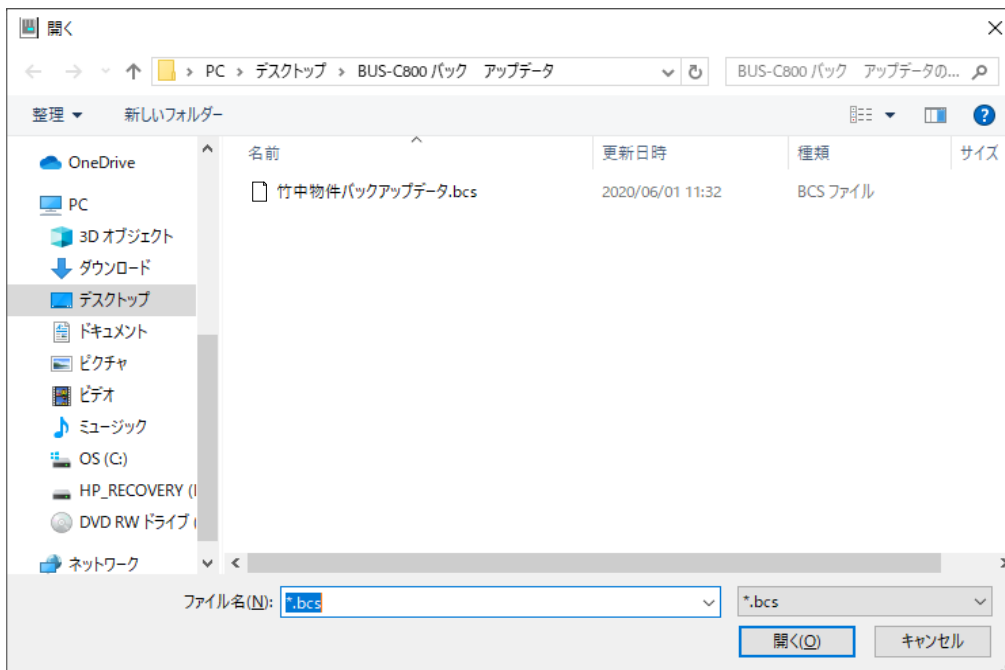 開く
PC › デスクトップ › BUS-C800 バック　アップデータ
BUS-C800 バック　アップデータの...
整理
新しいフォルダー
名前 更新日時 種類 サイズ
OneDrive
PC
3D オブジェクト
ダウンロード
デスクトップ
ドキュメント
ピクチャ
ビデオ
ミュージック
OS (C:)
HP_RECOVERY (
DVD RW ドライブ (
ネットワーク
竹中物件バックアップデータ.bcs 2020/06/01 11:32 BCS ファイル
ファイル名(N): *.bcs *.bcs
開く(O) キャンセル